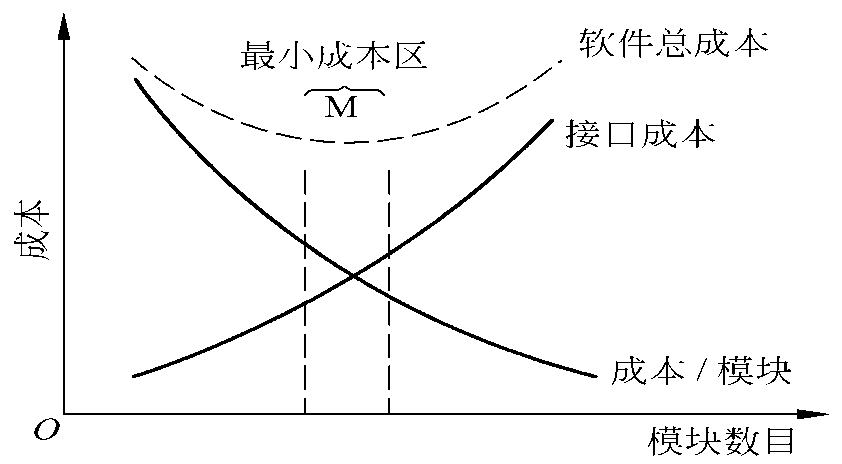 软件总成本
最小成本区
M
接口成本
成本
成本/模块
O
模块数目